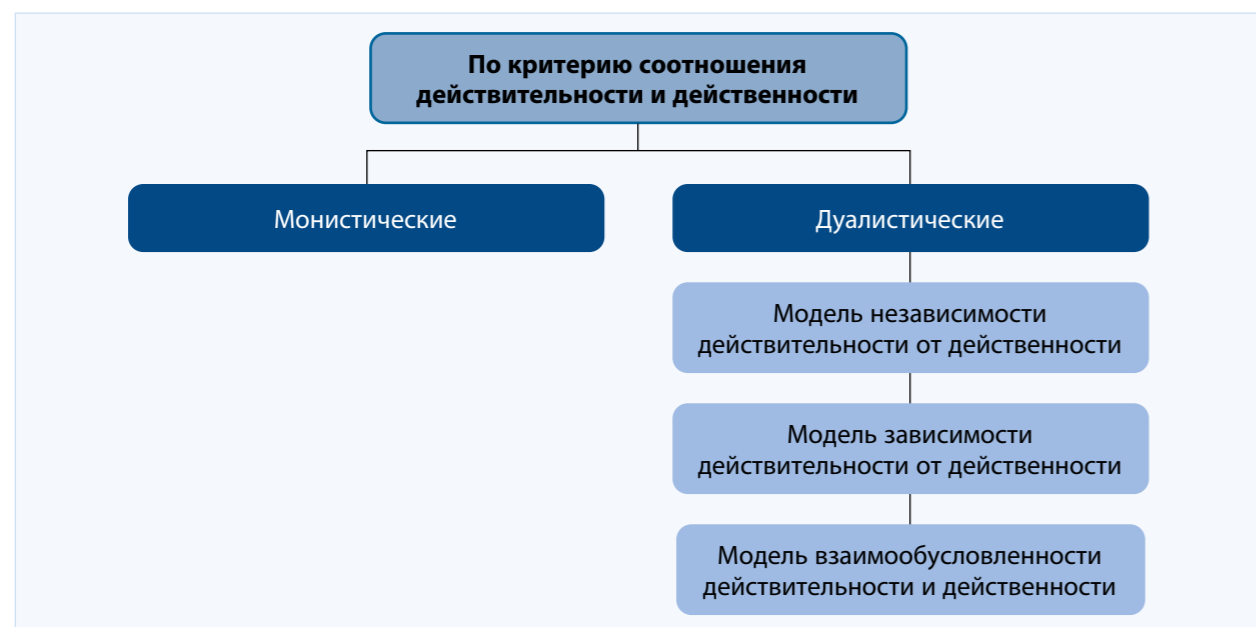 По критерию соотношения
действительности и действенности
Монистические
Дуалистические
Модель независимости
действительности от действенности
Модель зависимости
действительности от действенности
Модель взаимообусловленности
действительности и действенности